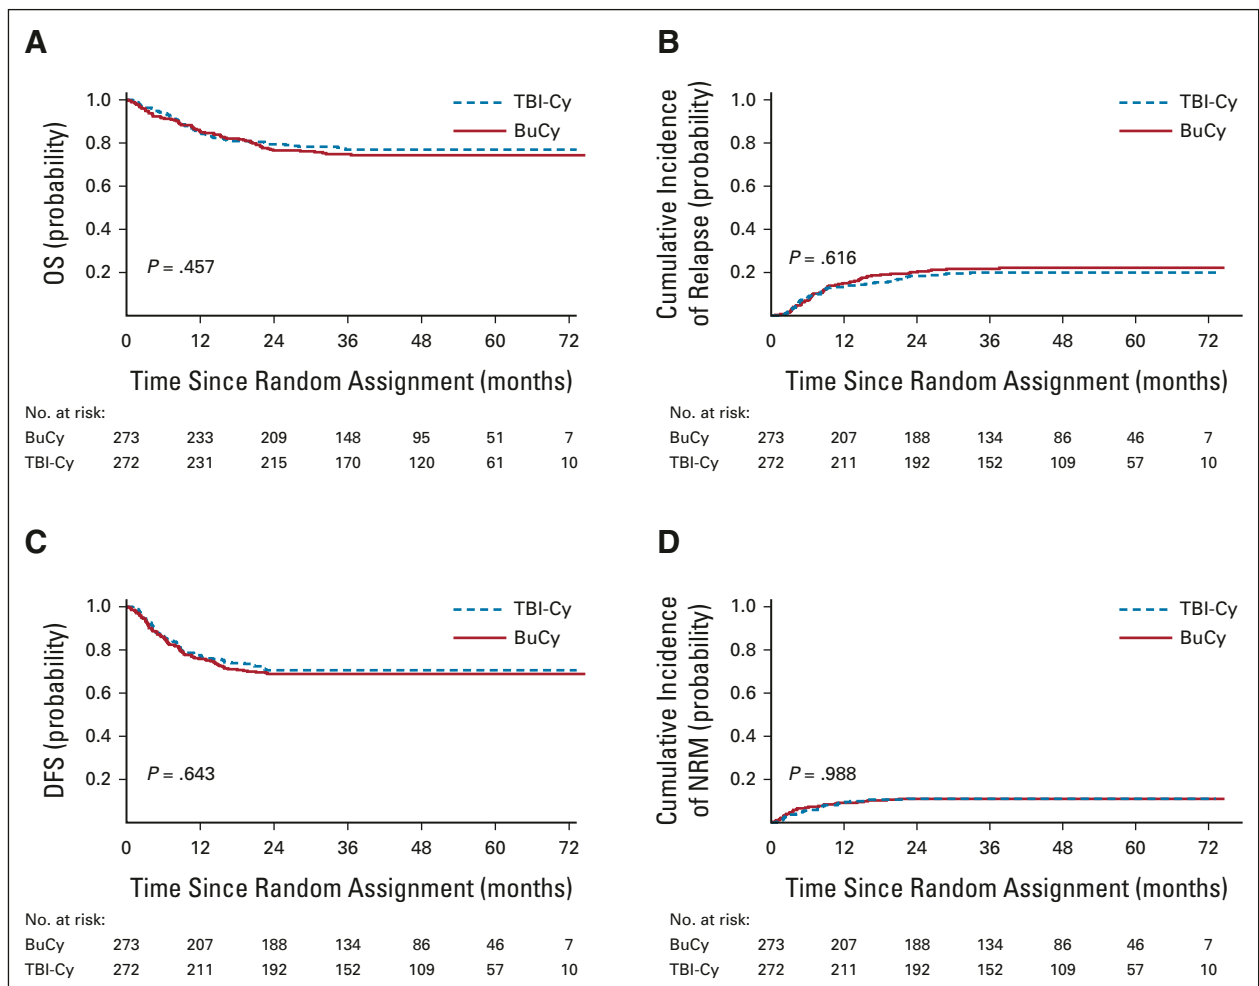 A
OS (probability)
1.0
0.8
0.6
0.4
0.2
TBI-Cy
BuCy
P = .457
0 12 24 36 48 60 72
Time Since Random Assignment (months)
No. at risk:
BuCy 273 233 209 148 95 51 7
TBI-Cy 272 231 215 170 120 61 10
B
Cumulative Incidence
of Relapse (probability)
1.0
0.8
0.6
0.4
0.2
TBI-Cy
BuCy
P = .616
0 12 24 36 48 60 72
Time Since Random Assignment (months)
No. at risk:
BuCy 273 207 188 134 86 46 7
TBI-Cy 272 211 192 152 109 57 10
C
DFS (probability)
1.0
0.8
0.6
0.4
0.2
TBI-Cy
BuCy
P = .643
0 12 24 36 48 60 72
Time Since Random Assignment (months)
No. at risk:
BuCy 273 207 188 134 86 46 7
TBI-Cy 272 211 192 152 109 57 10
D
Cumulative Incidence
of NRM (probability)
1.0
0.8
0.6
0.4
0.2
TBI-Cy
BuCy
P = .988
0 12 24 36 48 60 72
Time Since Random Assignment (months)
No. at risk:
BuCy 273 207 188 134 86 46 7
TBI-Cy 272 211 192 152 109 57 10